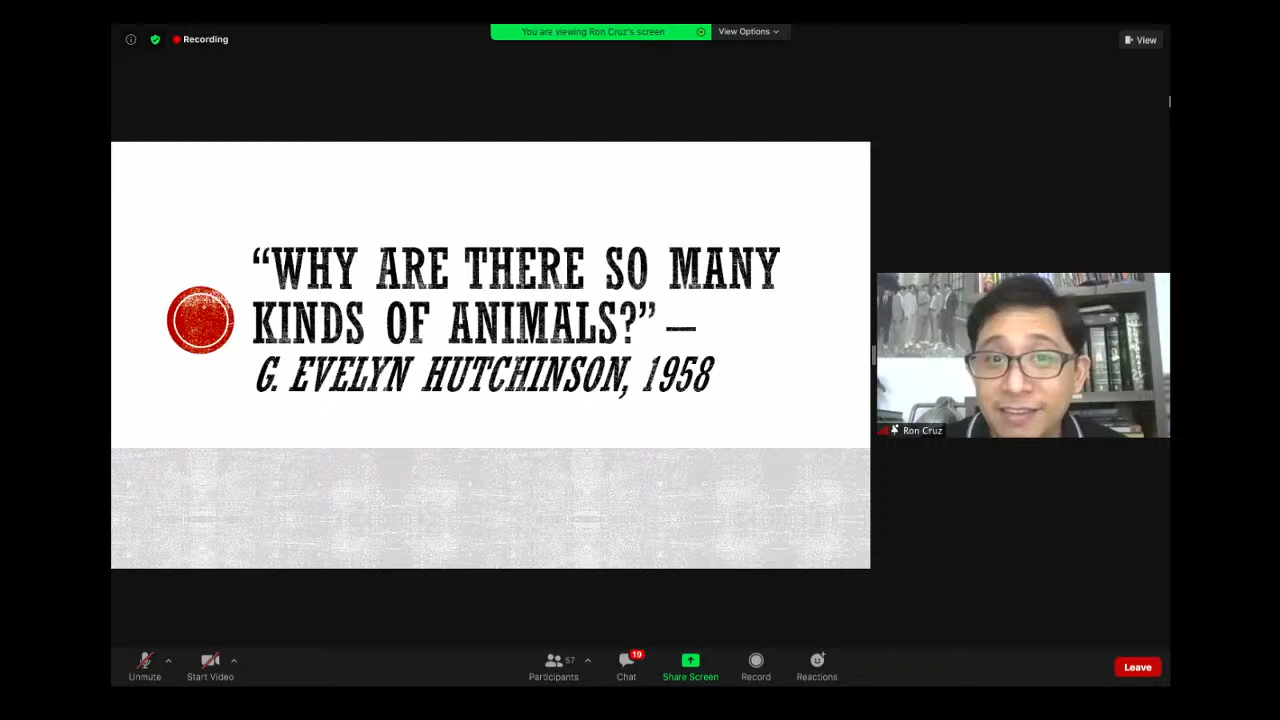 You are viewing Ron Cruz's screen
View Options
Recording
View
“WHY ARE THERE SO MANY
KINDS OF ANIMALS?” —
G. EVELYN HUTCHINSON, 1958
Ron Cruz
Unmute
Start Video
57
Participants
19
Chat
Share Screen
Record
Reactions
Leave